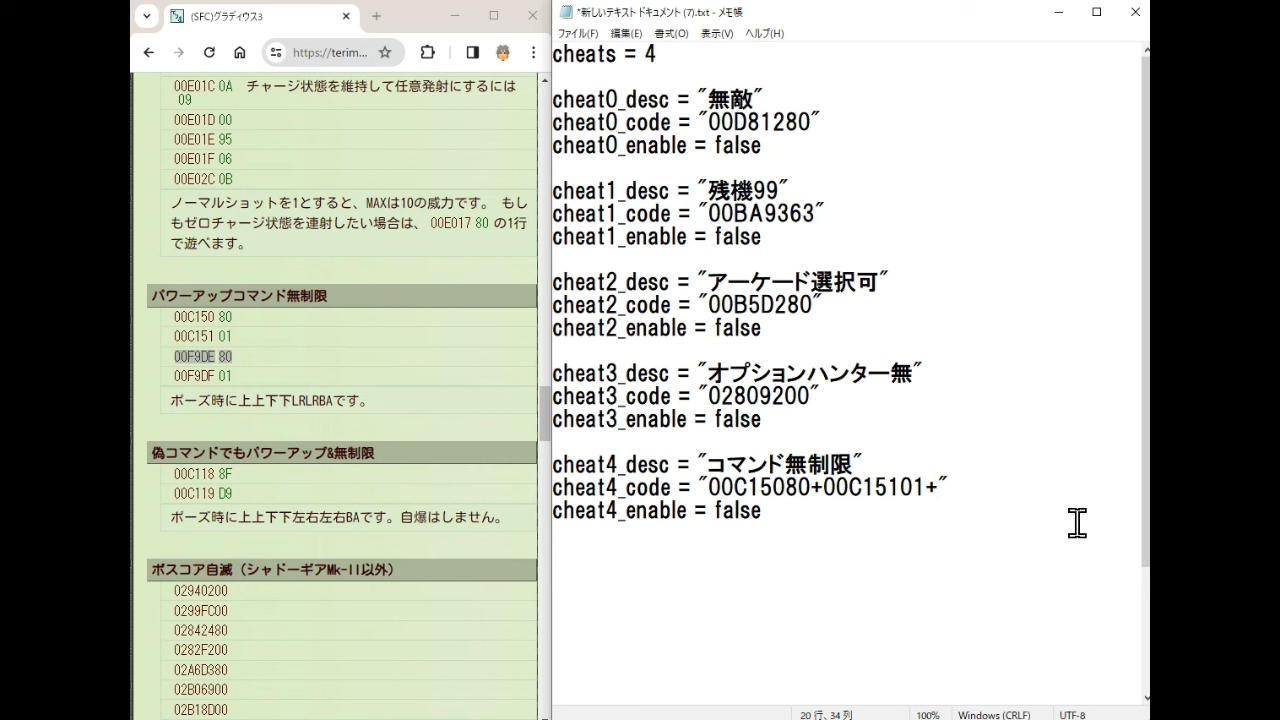 (SFC)グラディウス3
https://terim...
00E01C 0A チャージ状態を維持して任意発射にするには
09
00E01D 00
00E01E 95
00E01F 06
00E02C 0B
ノーマルショットを1とすると、MAXは10の威力です。 もし
もゼロチャージ状態を連射したい場合は、 00E017 80 の1行
で遊べます。
パワーアップコマンド無制限
00C150 80
00C151 01
00F9DE 80
00F9DF 01
ポーズ時に上上下下LRLRBAです。
偽コマンドでもパワーアップ&無制限
00C118 8F
00C119 D9
ポーズ時に上上下下左右左右BAです。自爆はしません。
ボスコア自滅（シャドーギアMk-II以外）
02940200
0299FC00
02842480
0282F200
02A6D380
02B06900
02B18D00
*新しいテキスト ドキュメント (7).txt - メモ帳
ファイル(F) 編集(E) 書式(O) 表示(V) ヘルプ(H)
cheats = 4
cheat0_desc = "無敵"
cheat0_code = "00D81280"
cheat0_enable = false
cheat1_desc = "残機99"
cheat1_code = "00BA9363"
cheat1_enable = false
cheat2_desc = "アーケード選択可"
cheat2_code = "00B5D280"
cheat2_enable = false
cheat3_desc = "オプションハンター無"
cheat3_code = "02809200"
cheat3_enable = false
cheat4_desc = "コマンド無制限"
cheat4_code = "00C15080+00C15101+"
cheat4_enable = false
20 行、34 列 100% Windows (CRLF) UTF-8